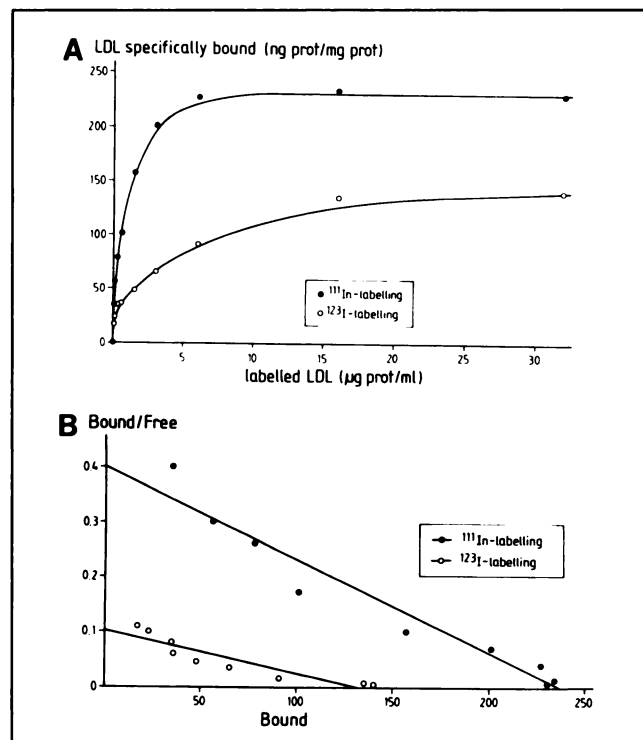 A LDL specifically bound (ng prot/mg prot)
250
200
150
100
50
0
5 10 15 20 25 30
labelled LDL (µg prot/ml)
● ¹¹¹In-labelling
○ ¹²³I-labelling
B Bound/Free
0.4
0.3
0.2
0.1
0
50 100 150 200 250
Bound
¹¹¹In-labelling
¹²³I-labelling